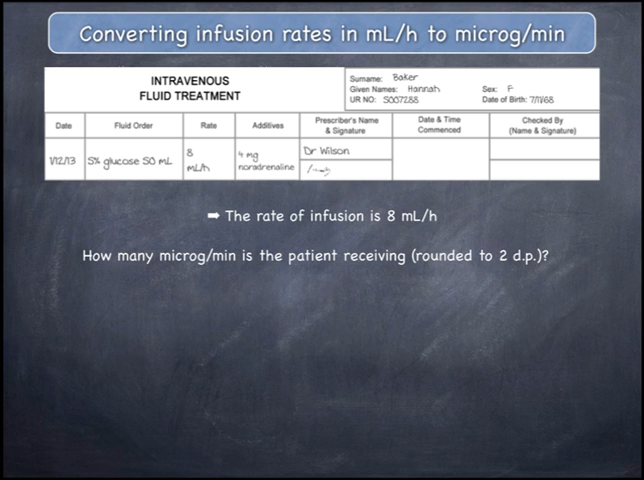 Converting infusion rates in mL/h to microg/min
INTRAVENOUS
FLUID TREATMENT
Surname: Baker
Given Names: Hannah Sex: F
UR NO: S007288 Date of Birth: 7/11/68
Date Fluid Order Rate Additives Prescriber's Name & Signature Date & Time Commenced Checked By (Name & Signature)
1/12/13 5% glucose 50 mL 8 mL/h 4 mg noradrenaline Dr Wilson
➡ The rate of infusion is 8 mL/h
How many microg/min is the patient receiving (rounded to 2 d.p.)?